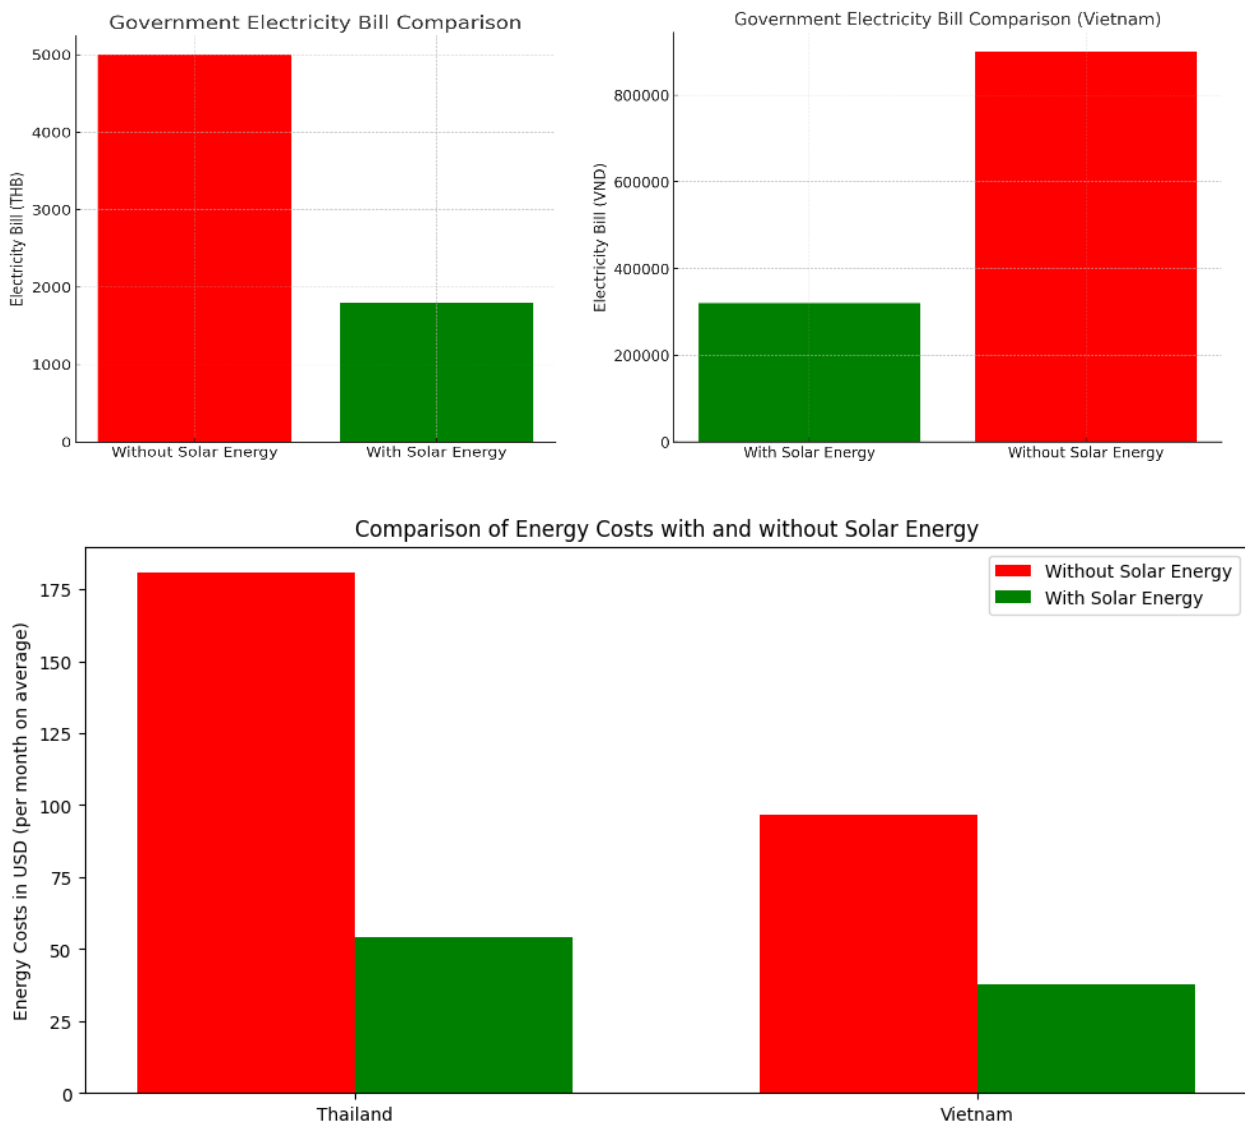 Government Electricity Bill Comparison
Electricity Bill (THB)
5000
4000
3000
2000
1000
0
Without Solar Energy
With Solar Energy
Government Electricity Bill Comparison (Vietnam)
Electricity Bill (VND)
800000
600000
400000
200000
0
With Solar Energy
Without Solar Energy
Comparison of Energy Costs with and without Solar Energy
Energy Costs in USD (per month on average)
175
150
125
100
75
50
25
0
Without Solar Energy
With Solar Energy
Thailand
Vietnam